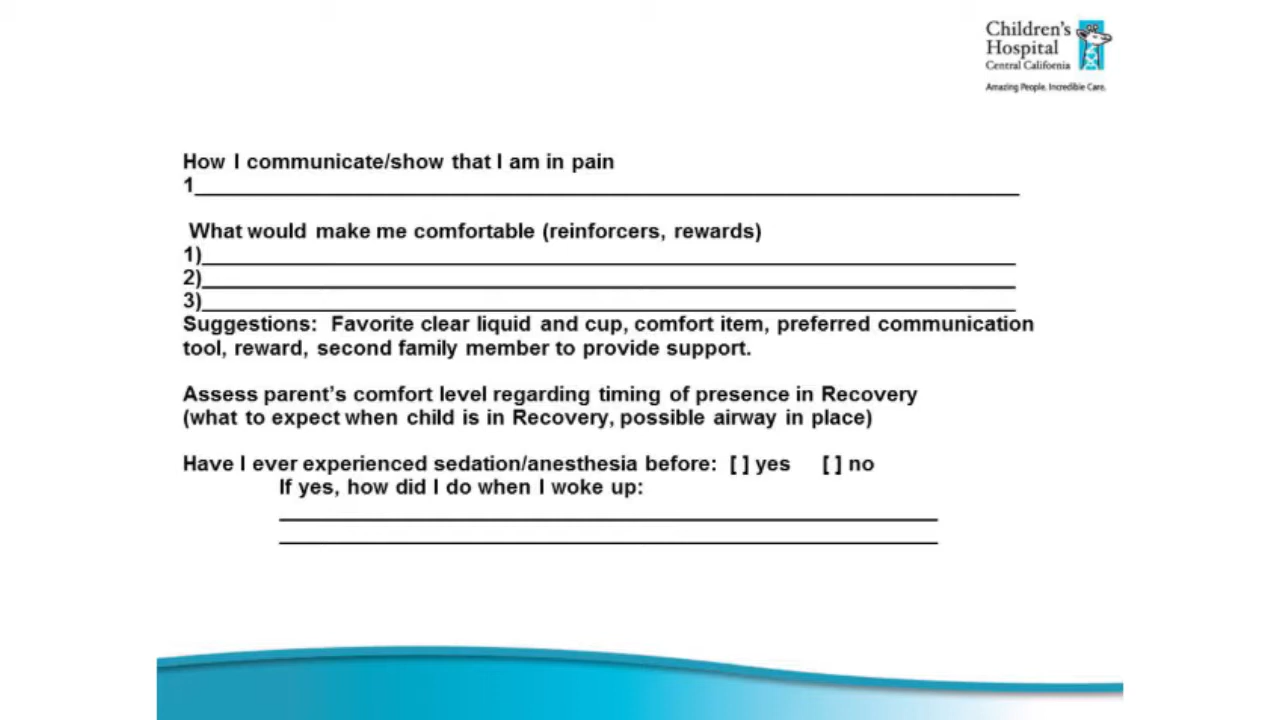 Children's
Hospital
Central California
Amazing People. Incredible Care.
How I communicate/show that I am in pain
1______________________________________________
What would make me comfortable (reinforcers, rewards)
1)______________________________________________
2)______________________________________________
3)______________________________________________
Suggestions: Favorite clear liquid and cup, comfort item, preferred communication
tool, reward, second family member to provide support.
Assess parent's comfort level regarding timing of presence in Recovery
(what to expect when child is in Recovery, possible airway in place)
Have I ever experienced sedation/anesthesia before: [ ] yes [ ] no
If yes, how did I do when I woke up: